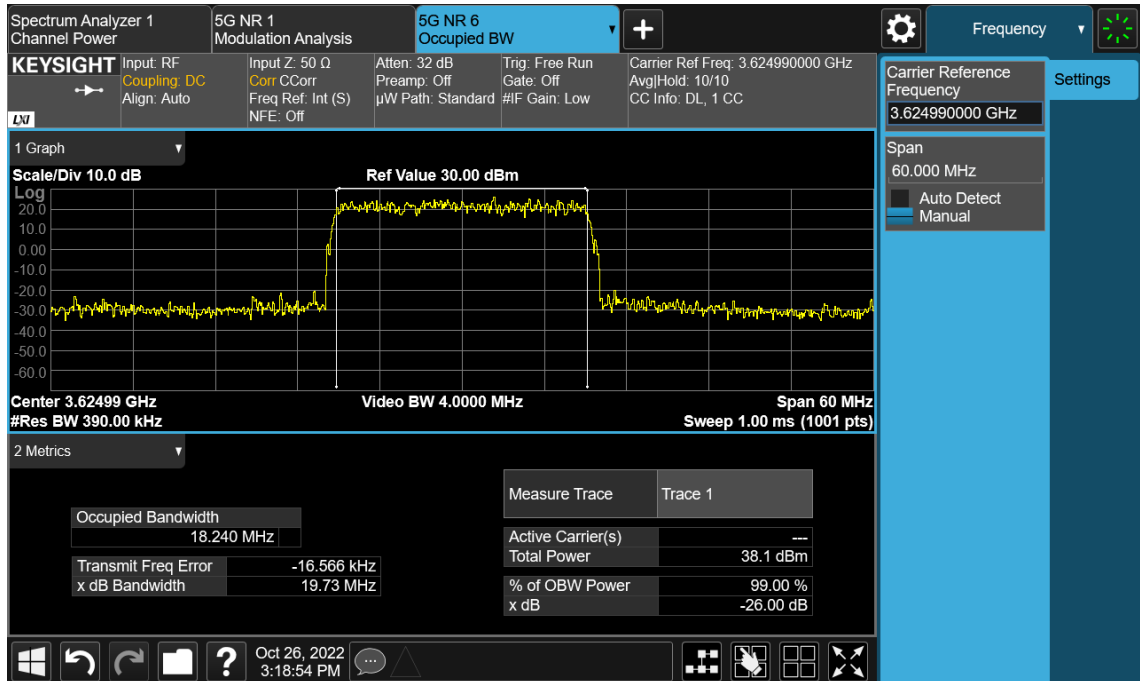 Spectrum Analyzer 1
Channel Power
5G NR 1
Modulation Analysis
5G NR 6
Occupied BW
Frequency
KEYSIGHT
LXI
Input: RF
Coupling: DC
Align: Auto
Input Z: 50 Ω
Corr CCorr
Freq Ref: Int (S)
NFE: Off
Atten: 32 dB
Preamp: Off
µW Path: Standard
Trig: Free Run
Gate: Off
#IF Gain: Low
Carrier Ref Freq: 3.624990000 GHz
Avg|Hold: 10/10
CC Info: DL, 1 CC
Carrier Reference
Frequency
3.624990000 GHz
Settings
Span
60.000 MHz
Auto Detect
Manual
1 Graph
Scale/Div 10.0 dB
Ref Value 30.00 dBm
Log
20.0
10.0
0.00
-10.0
-20.0
-30.0
-40.0
-50.0
-60.0
Center 3.62499 GHz
Video BW 4.0000 MHz
Span 60 MHz
#Res BW 390.00 kHz
Sweep 1.00 ms (1001 pts)
2 Metrics
Measure Trace
Trace 1
Occupied Bandwidth
18.240 MHz
Active Carrier(s)
---
Total Power
38.1 dBm
Transmit Freq Error
-16.566 kHz
x dB Bandwidth
19.73 MHz
% of OBW Power
99.00 %
x dB
-26.00 dB
Oct 26, 2022
3:18:54 PM